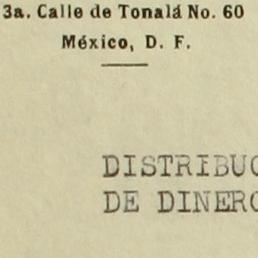 3a. Calle de Tonalá No. 60
México, D. F.
DISTRIBUC
DE DINERO